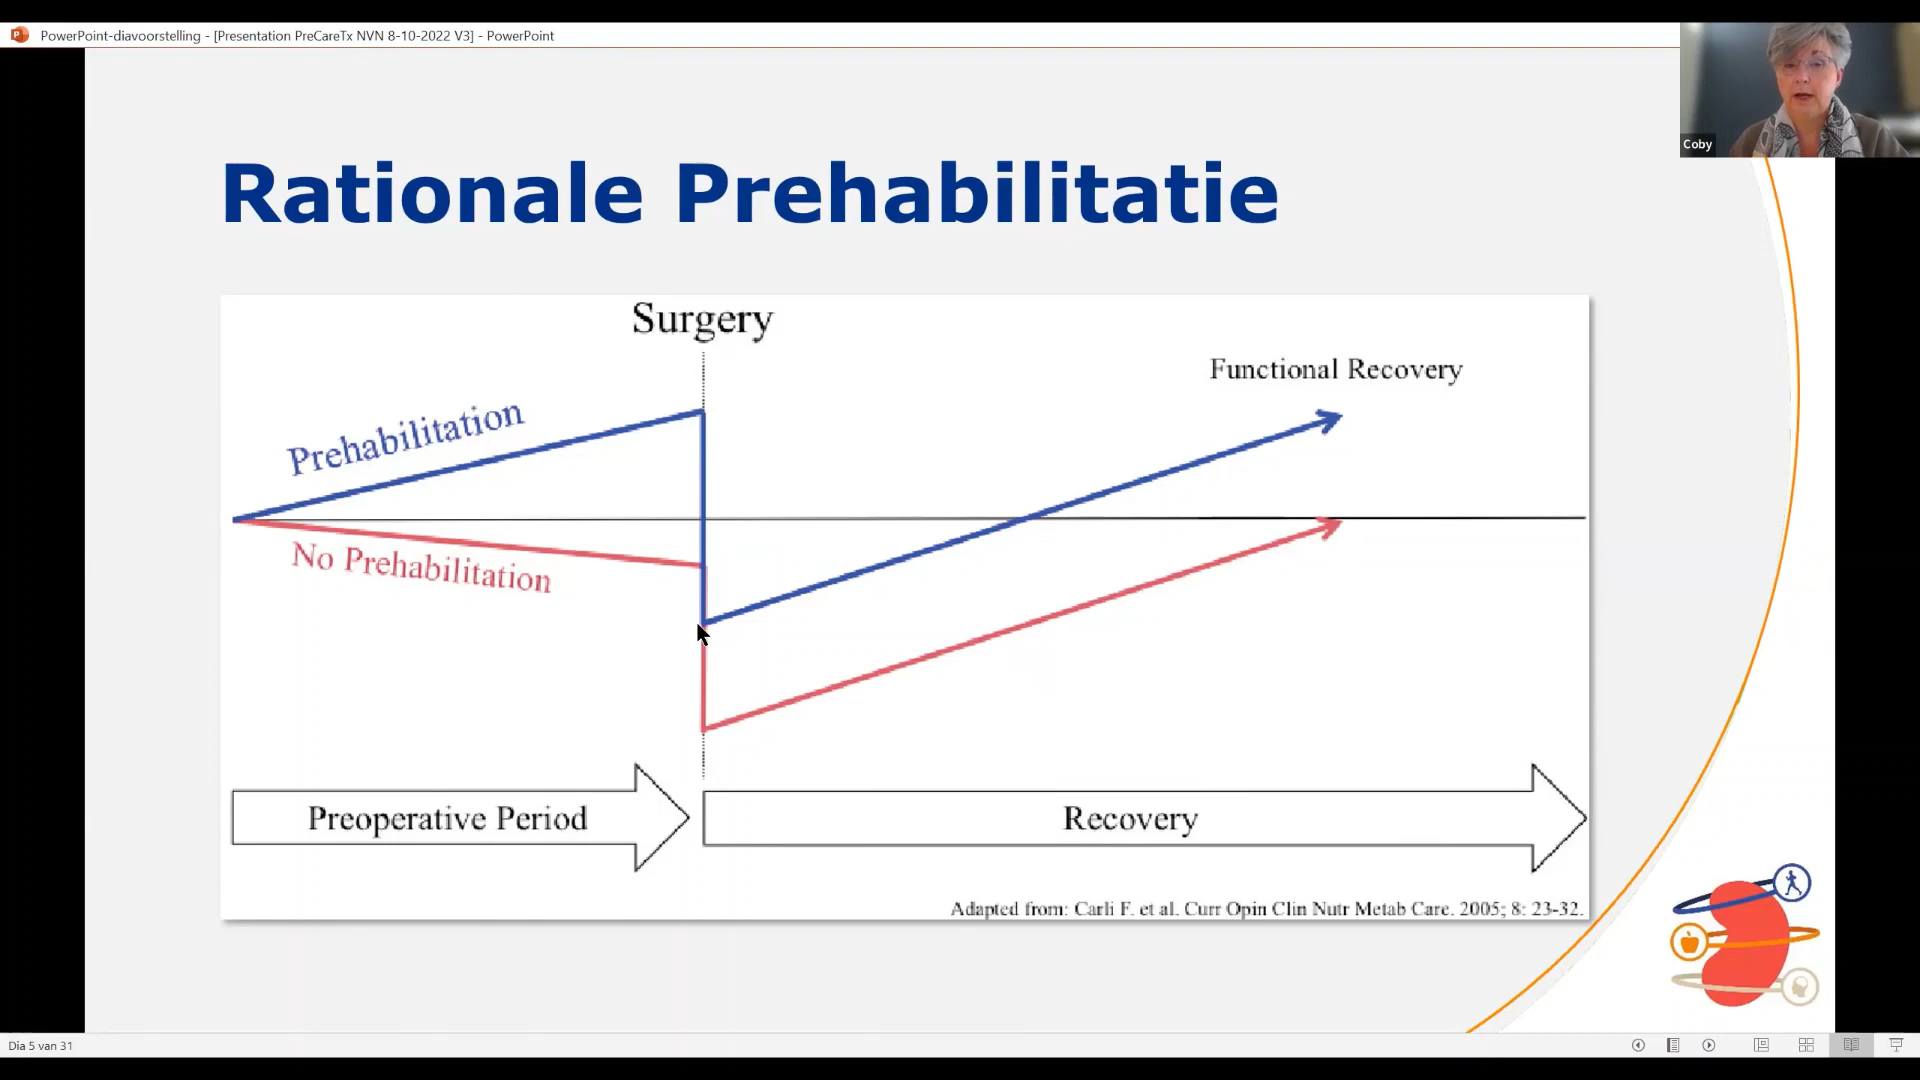 PowerPoint-diavoorstelling - [Presentation PreCareTx NVN 8-10-2022 V3] - PowerPoint
Coby
Rationale Prehabilitatie
Surgery
Functional Recovery
Prehabilitation
No Prehabilitation
Preoperative Period
Recovery
Adapted from: Carli F. et al. Curr Opin Clin Nutr Metab Care. 2005; 8: 23-32.
Dia 5 van 31